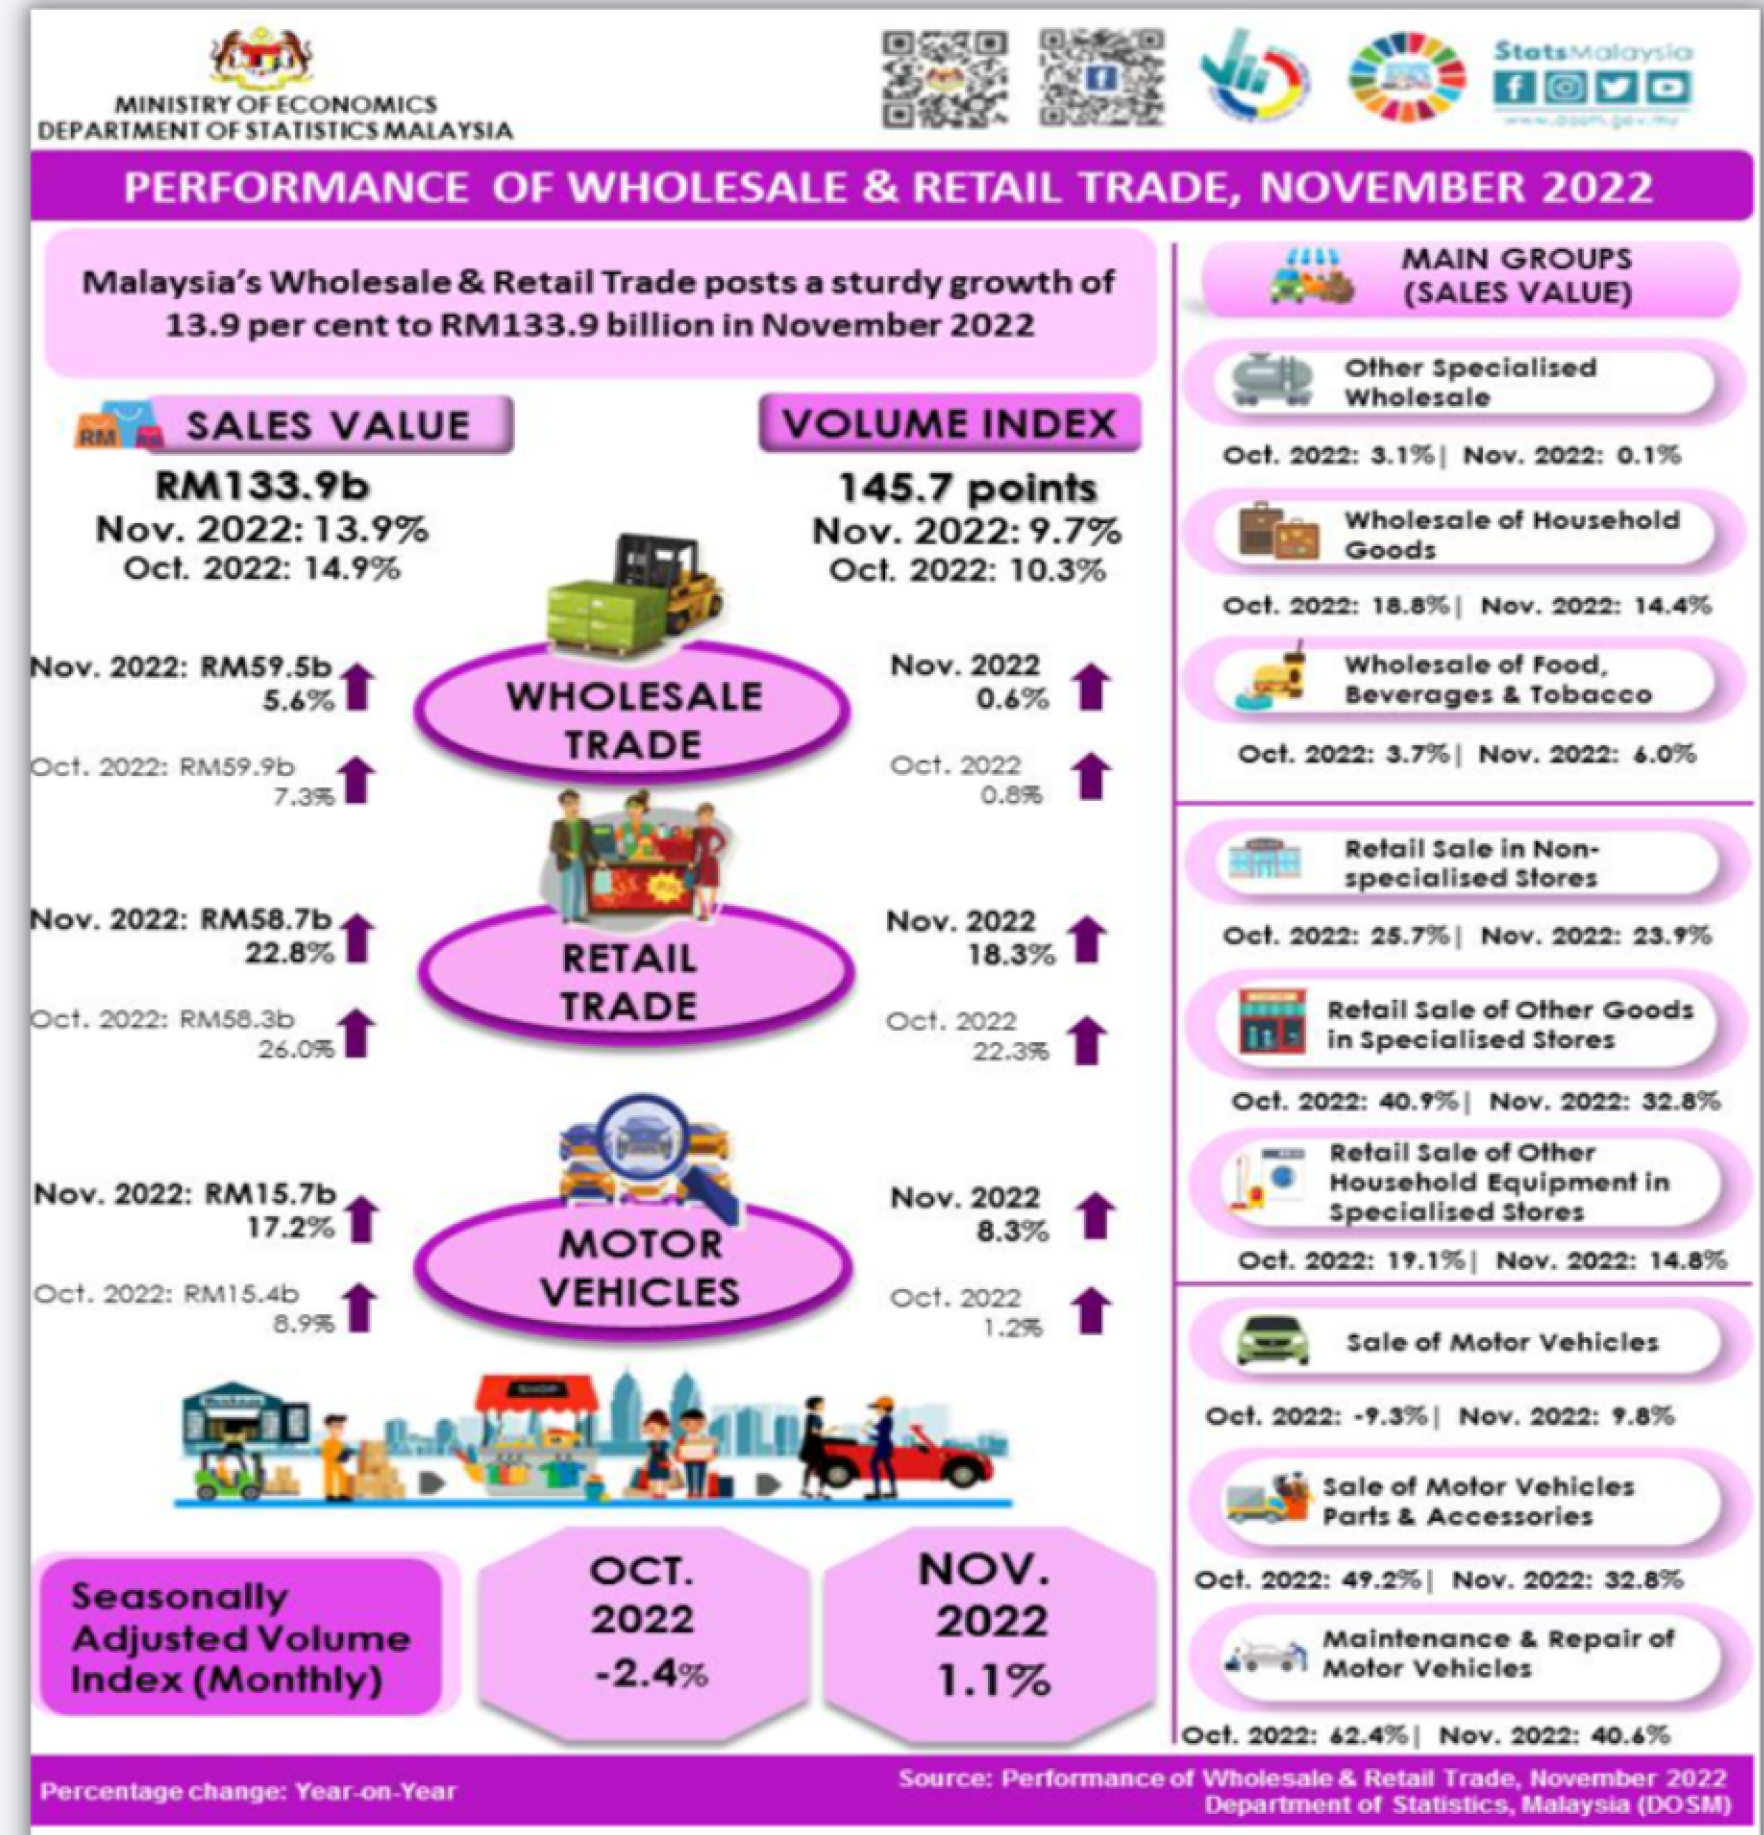 MINISTRY OF ECONOMICS
DEPARTMENT OF STATISTICS MALAYSIA
StatsMalaysia
www.dosm.gov.my
PERFORMANCE OF WHOLESALE & RETAIL TRADE, NOVEMBER 2022
Malaysia's Wholesale & Retail Trade posts a sturdy growth of
13.9 per cent to RM133.9 billion in November 2022
RM
SALES VALUE
RM133.9b
Nov. 2022: 13.9%
Oct. 2022: 14.9%
VOLUME INDEX
145.7 points
Nov. 2022: 9.7%
Oct. 2022: 10.3%
Nov. 2022: RM59.5b
5.6%
Oct. 2022: RM59.9b
7.3%
WHOLESALE
TRADE
Nov. 2022
0.6%
Oct. 2022
0.8%
Nov. 2022: RM58.7b
22.8%
Oct. 2022: RM58.3b
26.0%
RETAIL
TRADE
Nov. 2022
18.3%
Oct. 2022
22.3%
Nov. 2022: RM15.7b
17.2%
Oct. 2022: RM15.4b
8.9%
MOTOR
VEHICLES
Nov. 2022
8.3%
Oct. 2022
1.2%
SHOP
Seasonally
Adjusted Volume
Index (Monthly)
OCT.
2022
-2.4%
NOV.
2022
1.1%
MAIN GROUPS
(SALES VALUE)
Other Specialised
Wholesale
Oct. 2022: 3.1%| Nov. 2022: 0.1%
Wholesale of Household
Goods
Oct. 2022: 18.8%| Nov. 2022: 14.4%
Wholesale of Food,
Beverages & Tobacco
Oct. 2022: 3.7%| Nov. 2022: 6.0%
Retail Sale in Non-
specialised Stores
Oct. 2022: 25.7%| Nov. 2022: 23.9%
Retail Sale of Other Goods
in Specialised Stores
Oct. 2022: 40.9%| Nov. 2022: 32.8%
Retail Sale of Other
Household Equipment in
Specialised Stores
Oct. 2022: 19.1%| Nov. 2022: 14.8%
Sale of Motor Vehicles
Oct. 2022: -9.3%| Nov. 2022: 9.8%
Sale of Motor Vehicles
Parts & Accessories
Oct. 2022: 49.2%| Nov. 2022: 32.8%
Maintenance & Repair of
Motor Vehicles
Oct. 2022: 62.4%| Nov. 2022: 40.6%
Percentage change: Year-on-Year
Source: Performance of Wholesale & Retail Trade, November 2022
Department of Statistics, Malaysia (DOSM)